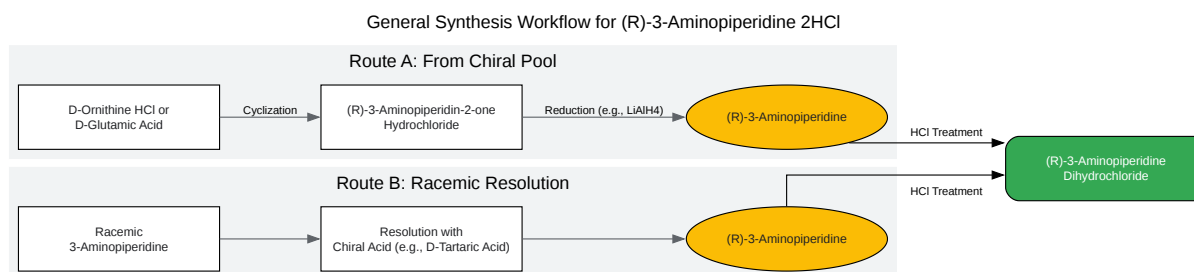 General Synthesis Workflow for (R)-3-Aminopiperidine 2HCl
Route A: From Chiral Pool
D-Ornithine HCl or
D-Glutamic Acid
Cyclization
(R)-3-Aminopiperidin-2-one
Hydrochloride
Reduction (e.g., LiAlH4)
(R)-3-Aminopiperidine
HCl Treatment
(R)-3-Aminopiperidine
Dihydrochloride
Route B: Racemic Resolution
HCl Treatment
Racemic
3-Aminopiperidine
Resolution with
Chiral Acid (e.g., D-Tartaric Acid)
(R)-3-Aminopiperidine